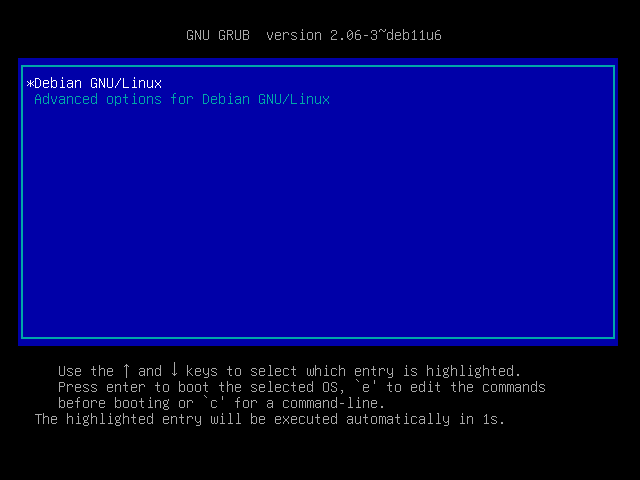 GNU GRUB  version 2.06-3~deb11u6
*Debian GNU/Linux
Advanced options for Debian GNU/Linux
Use the ↑ and ↓ keys to select which entry is highlighted.
Press enter to boot the selected OS, `e' to edit the commands
before booting or `c' for a command-line.
The highlighted entry will be executed automatically in 1s.